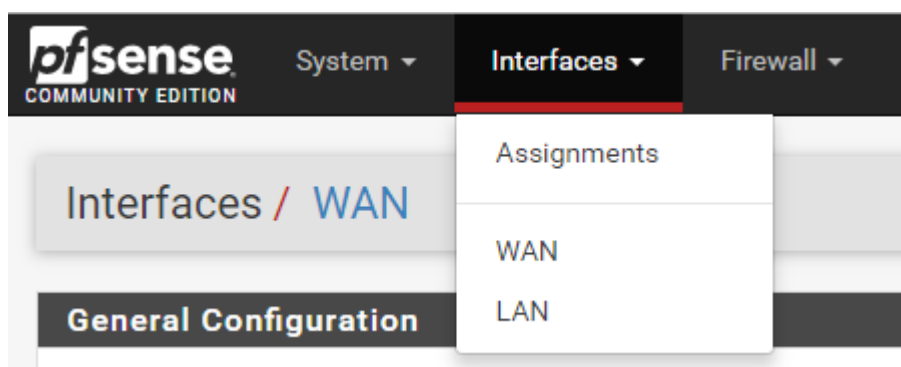 pfsense.
COMMUNITY EDITION
System
Interfaces
Firewall
Assignments
WAN
LAN
Interfaces / WAN
General Configuration